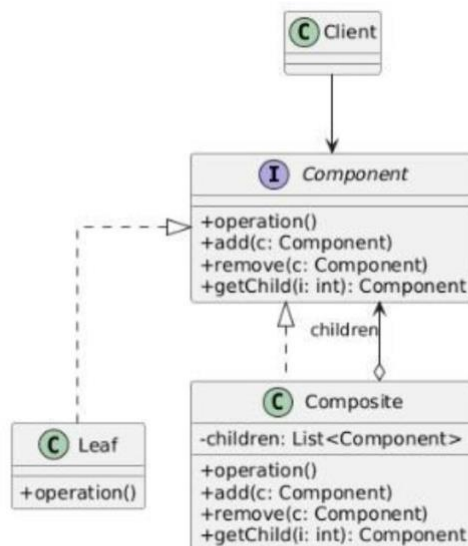 C Client
I Component
+operation()
+add(c: Component)
+remove(c: Component)
+getChild(i: int): Component
children
C Composite
-children: List<Component>
+operation()
+add(c: Component)
+remove(c: Component)
+getChild(i: int): Component
C Leaf
+operation()